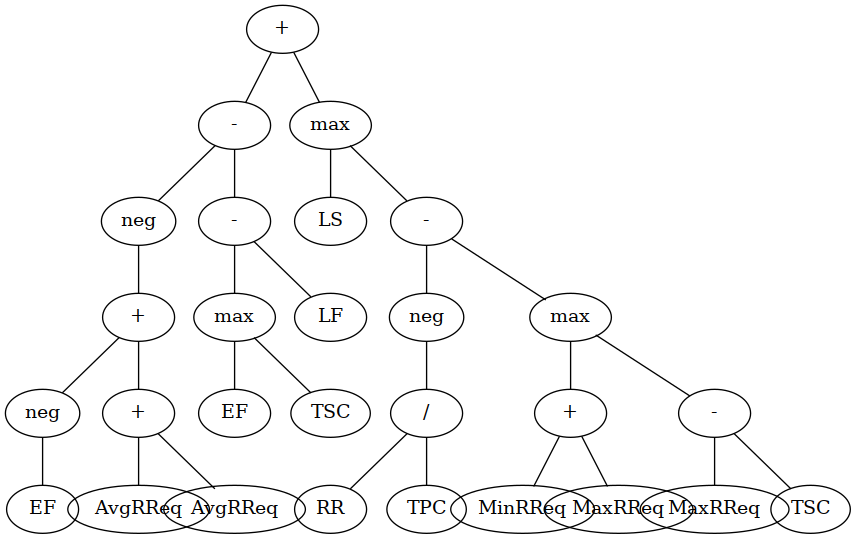 +
- max
neg - LS -
+ max LF neg max
neg + EF TSC / + -
EF AvgRReq AvgRReq RR TPC MinRReq MaxRReq MaxRReq TSC